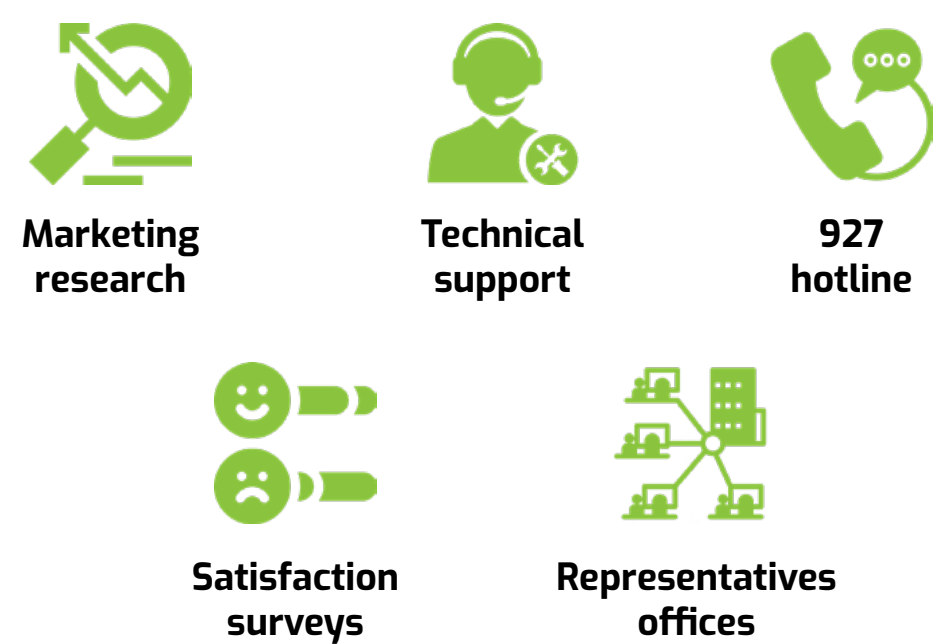 Marketing
research
Technical
support
927
hotline
Satisfaction
surveys
Representatives
offices